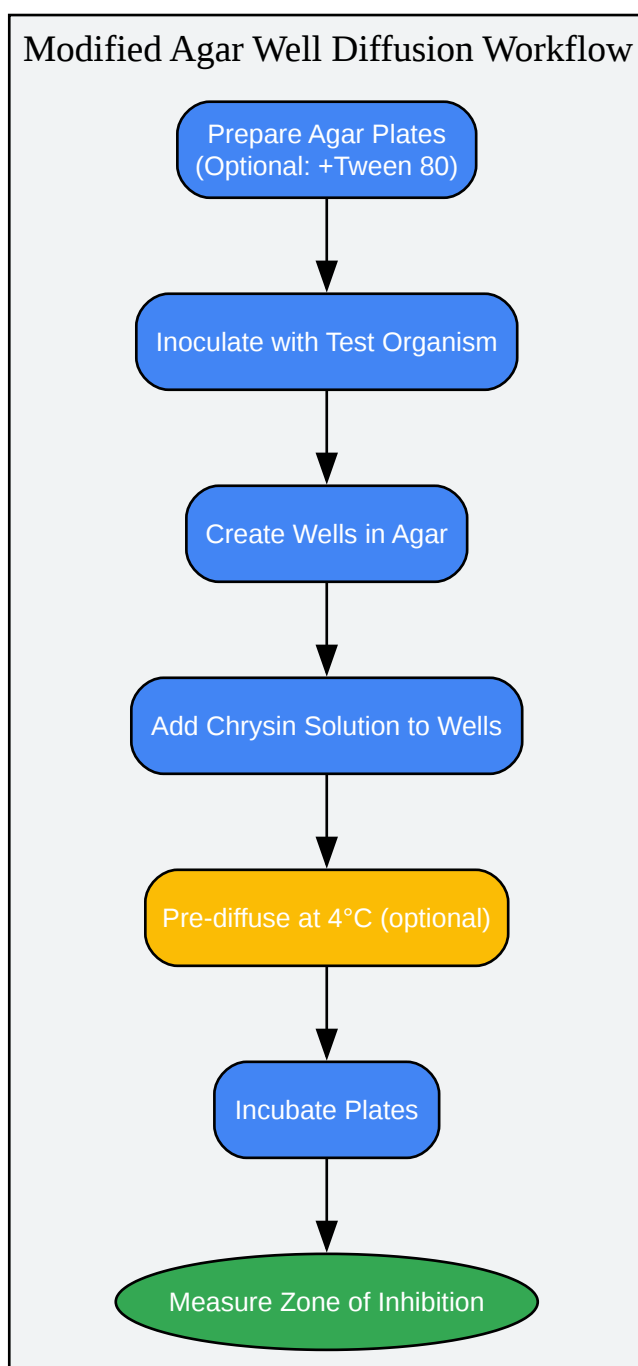 Modified Agar Well Diffusion Workflow
Prepare Agar Plates
(Optional: +Tween 80)
Inoculate with Test Organism
Create Wells in Agar
Add Chrysin Solution to Wells
Pre-diffuse at 4°C (optional)
Incubate Plates
Measure Zone of Inhibition